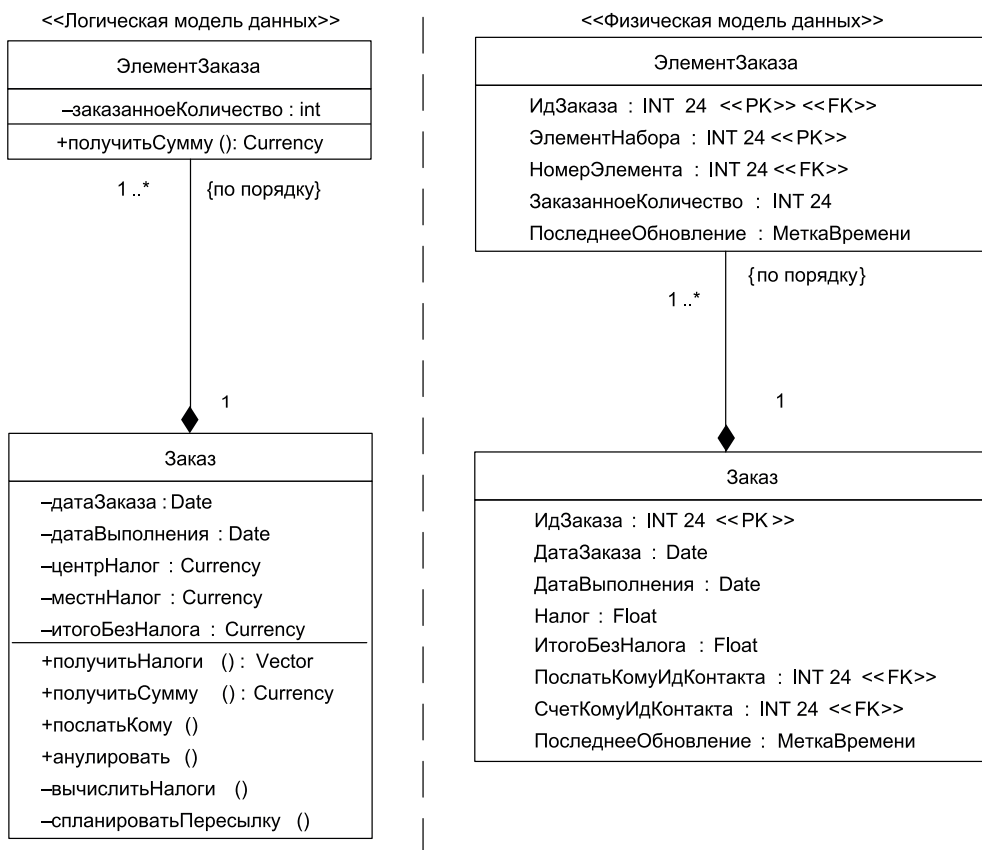 <<Логическая модель данных>>
ЭлементЗаказа
–заказанноеКоличество : int
+получитьСумму (): Currency
1 ..*
{по порядку}
1
Заказ
–датаЗаказа : Date
–датаВыполнения : Date
–центрНалог : Currency
–местнНалог : Currency
–итогоБезНалога : Currency
+получитьНалоги () : Vector
+получитьСумму () : Currency
+послатьКому ()
+анулировать ()
–вычислитьНалоги ()
–спланироватьПересылку ()
<<Физическая модель данных>>
ЭлементЗаказа
ИдЗаказа : INT 24 <<PK>> <<FK>>
ЭлементНабора : INT 24 <<PK>>
НомерЭлемента : INT 24 <<FK>>
ЗаказанноеКоличество : INT 24
ПоследнееОбновление : МеткаВремени
{по порядку}
1 ..*
1
Заказ
ИдЗаказа : INT 24 <<PK>>
ДатаЗаказа : Date
ДатаВыполнения : Date
Налог : Float
ИтогоБезНалога : Float
ПослатьКомуИдКонтакта : INT 24 <<FK>>
СчетКомуИдКонтакта : INT 24 <<FK>>
ПоследнееОбновление : МеткаВремени